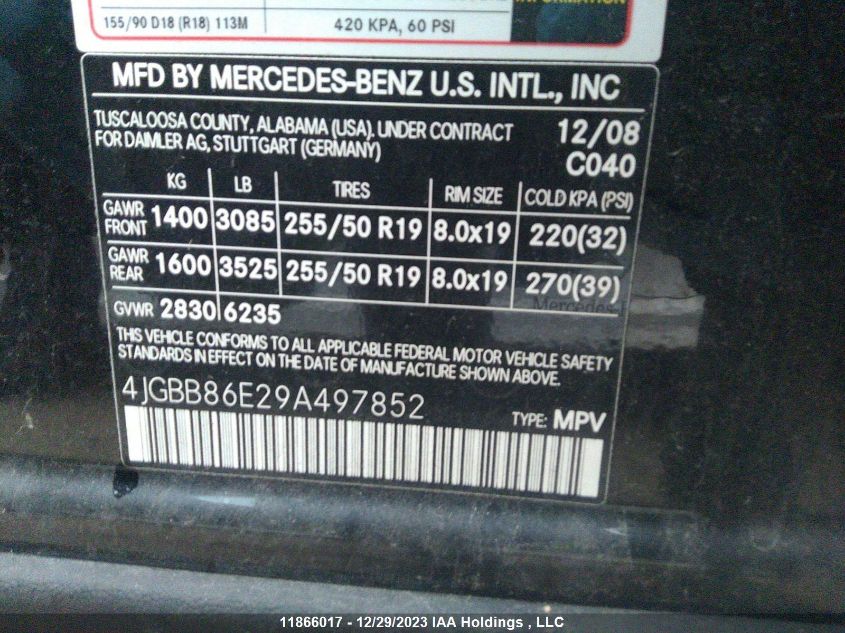 INFORMATION
155/90 D18 (R18) 113M 420 KPA, 60 PSI
MFD BY MERCEDES-BENZ U.S. INTL., INC
TUSCALOOSA COUNTY, ALABAMA (USA). UNDER CONTRACT
FOR DAIMLER AG, STUTTGART (GERMANY)
12/08
C040
KG LB TIRES RIM SIZE COLD KPA (PSI)
GAWR FRONT 1400 3085 255/50 R19 8.0x19 220(32)
GAWR REAR 1600 3525 255/50 R19 8.0x19 270(39)
Mercedes-
GVWR 2830 6235
THIS VEHICLE CONFORMS TO ALL APPLICABLE FEDERAL MOTOR VEHICLE SAFETY
STANDARDS IN EFFECT ON THE DATE OF MANUFACTURE SHOWN ABOVE.
4JGBB86E29A497852
TYPE: MPV
11866017 - 12/29/2023 IAA Holdings , LLC